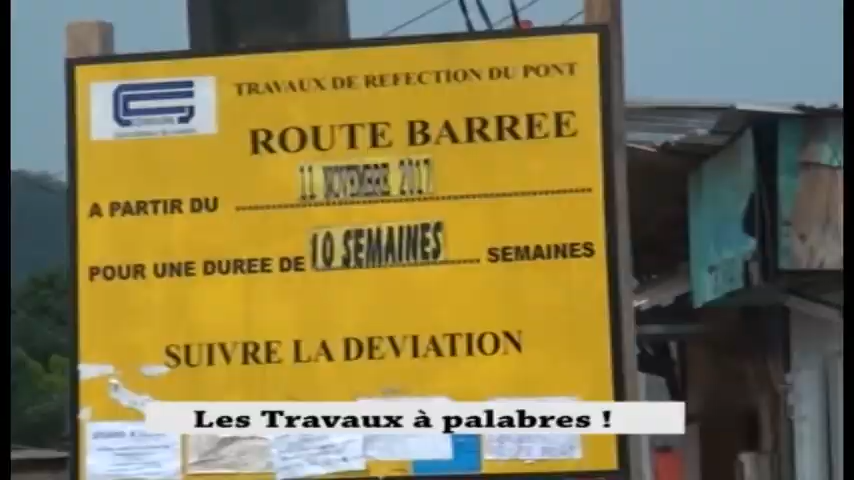 TRAVAUX DE REFECTION DU PONT
ROUTE BARREE
A PARTIR DU 11 NOVEMBRE 2017
POUR UNE DUREE DE 10 SEMAINES SEMAINES
SUIVRE LA DEVIATION
Les Travaux à palabres !